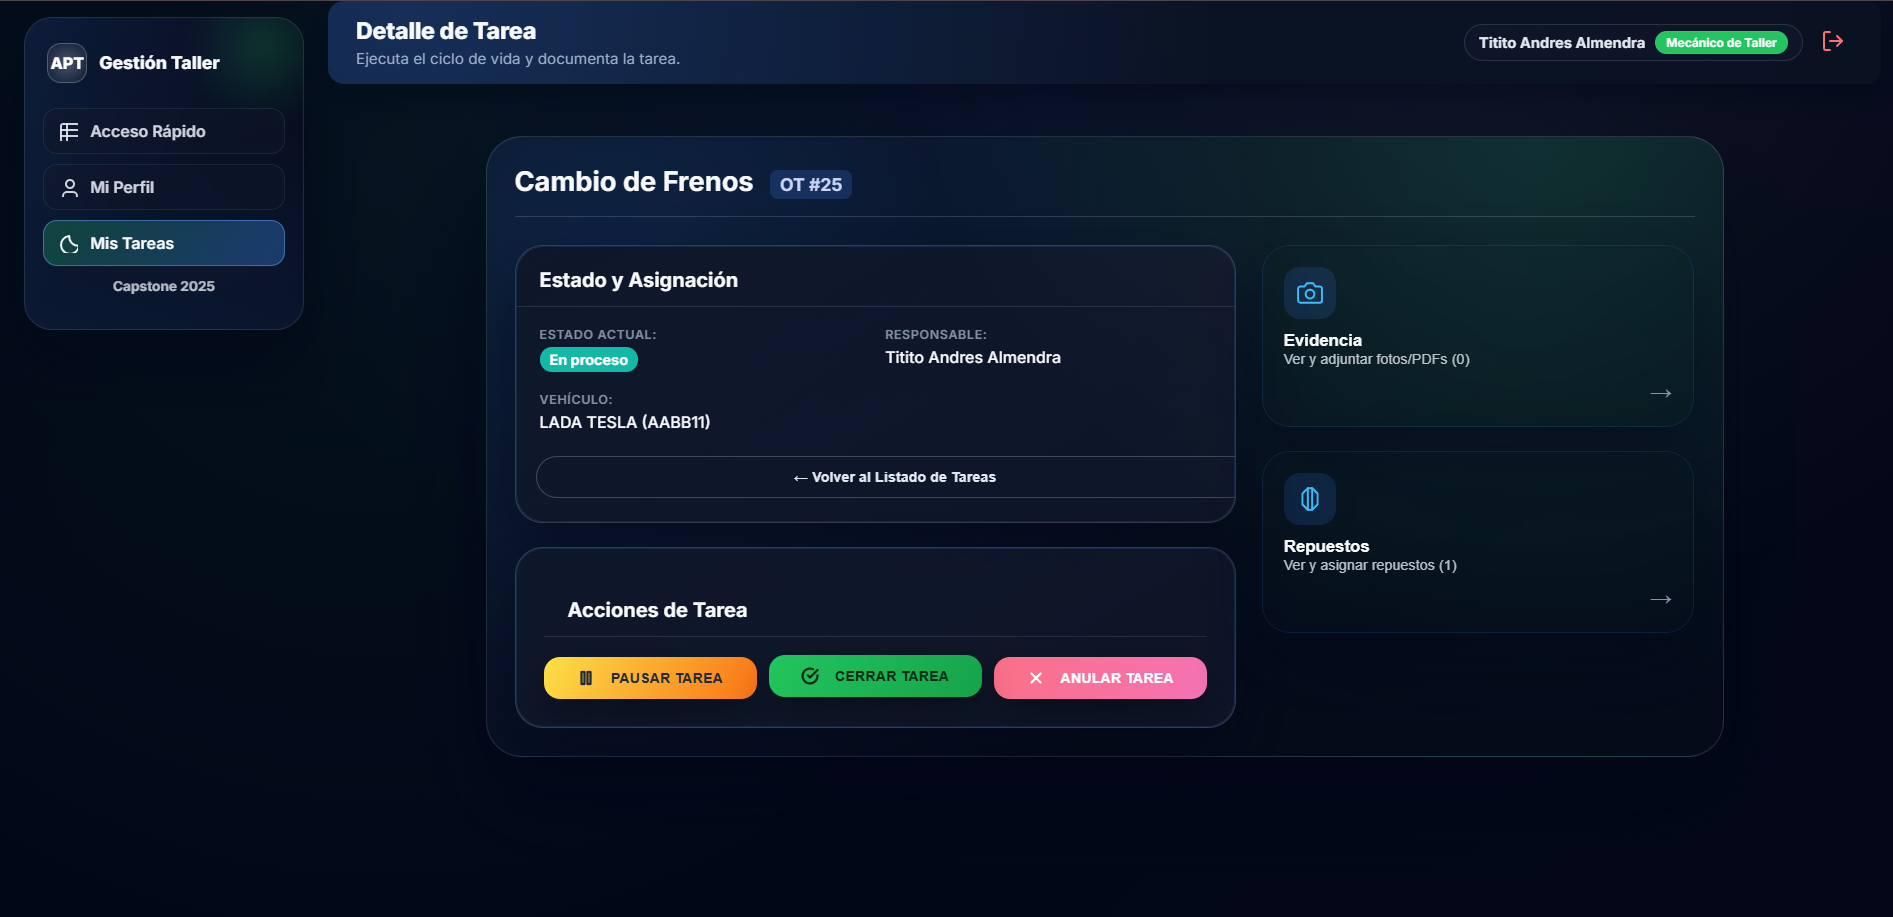 APT Gestión Taller
Acceso Rápido
Mi Perfil
Mis Tareas
Capstone 2025
Detalle de Tarea
Ejecuta el ciclo de vida y documenta la tarea.
Titito Andres Almendra Mecánico de Taller
Cambio de Frenos OT #25
Estado y Asignación
ESTADO ACTUAL:
En proceso
RESPONSABLE:
Titito Andres Almendra
VEHÍCULO:
LADA TESLA (AABB11)
← Volver al Listado de Tareas
Acciones de Tarea
PAUSAR TAREA
CERRAR TAREA
ANULAR TAREA
Evidencia
Ver y adjuntar fotos/PDFs (0)
→
Repuestos
Ver y asignar repuestos (1)
→